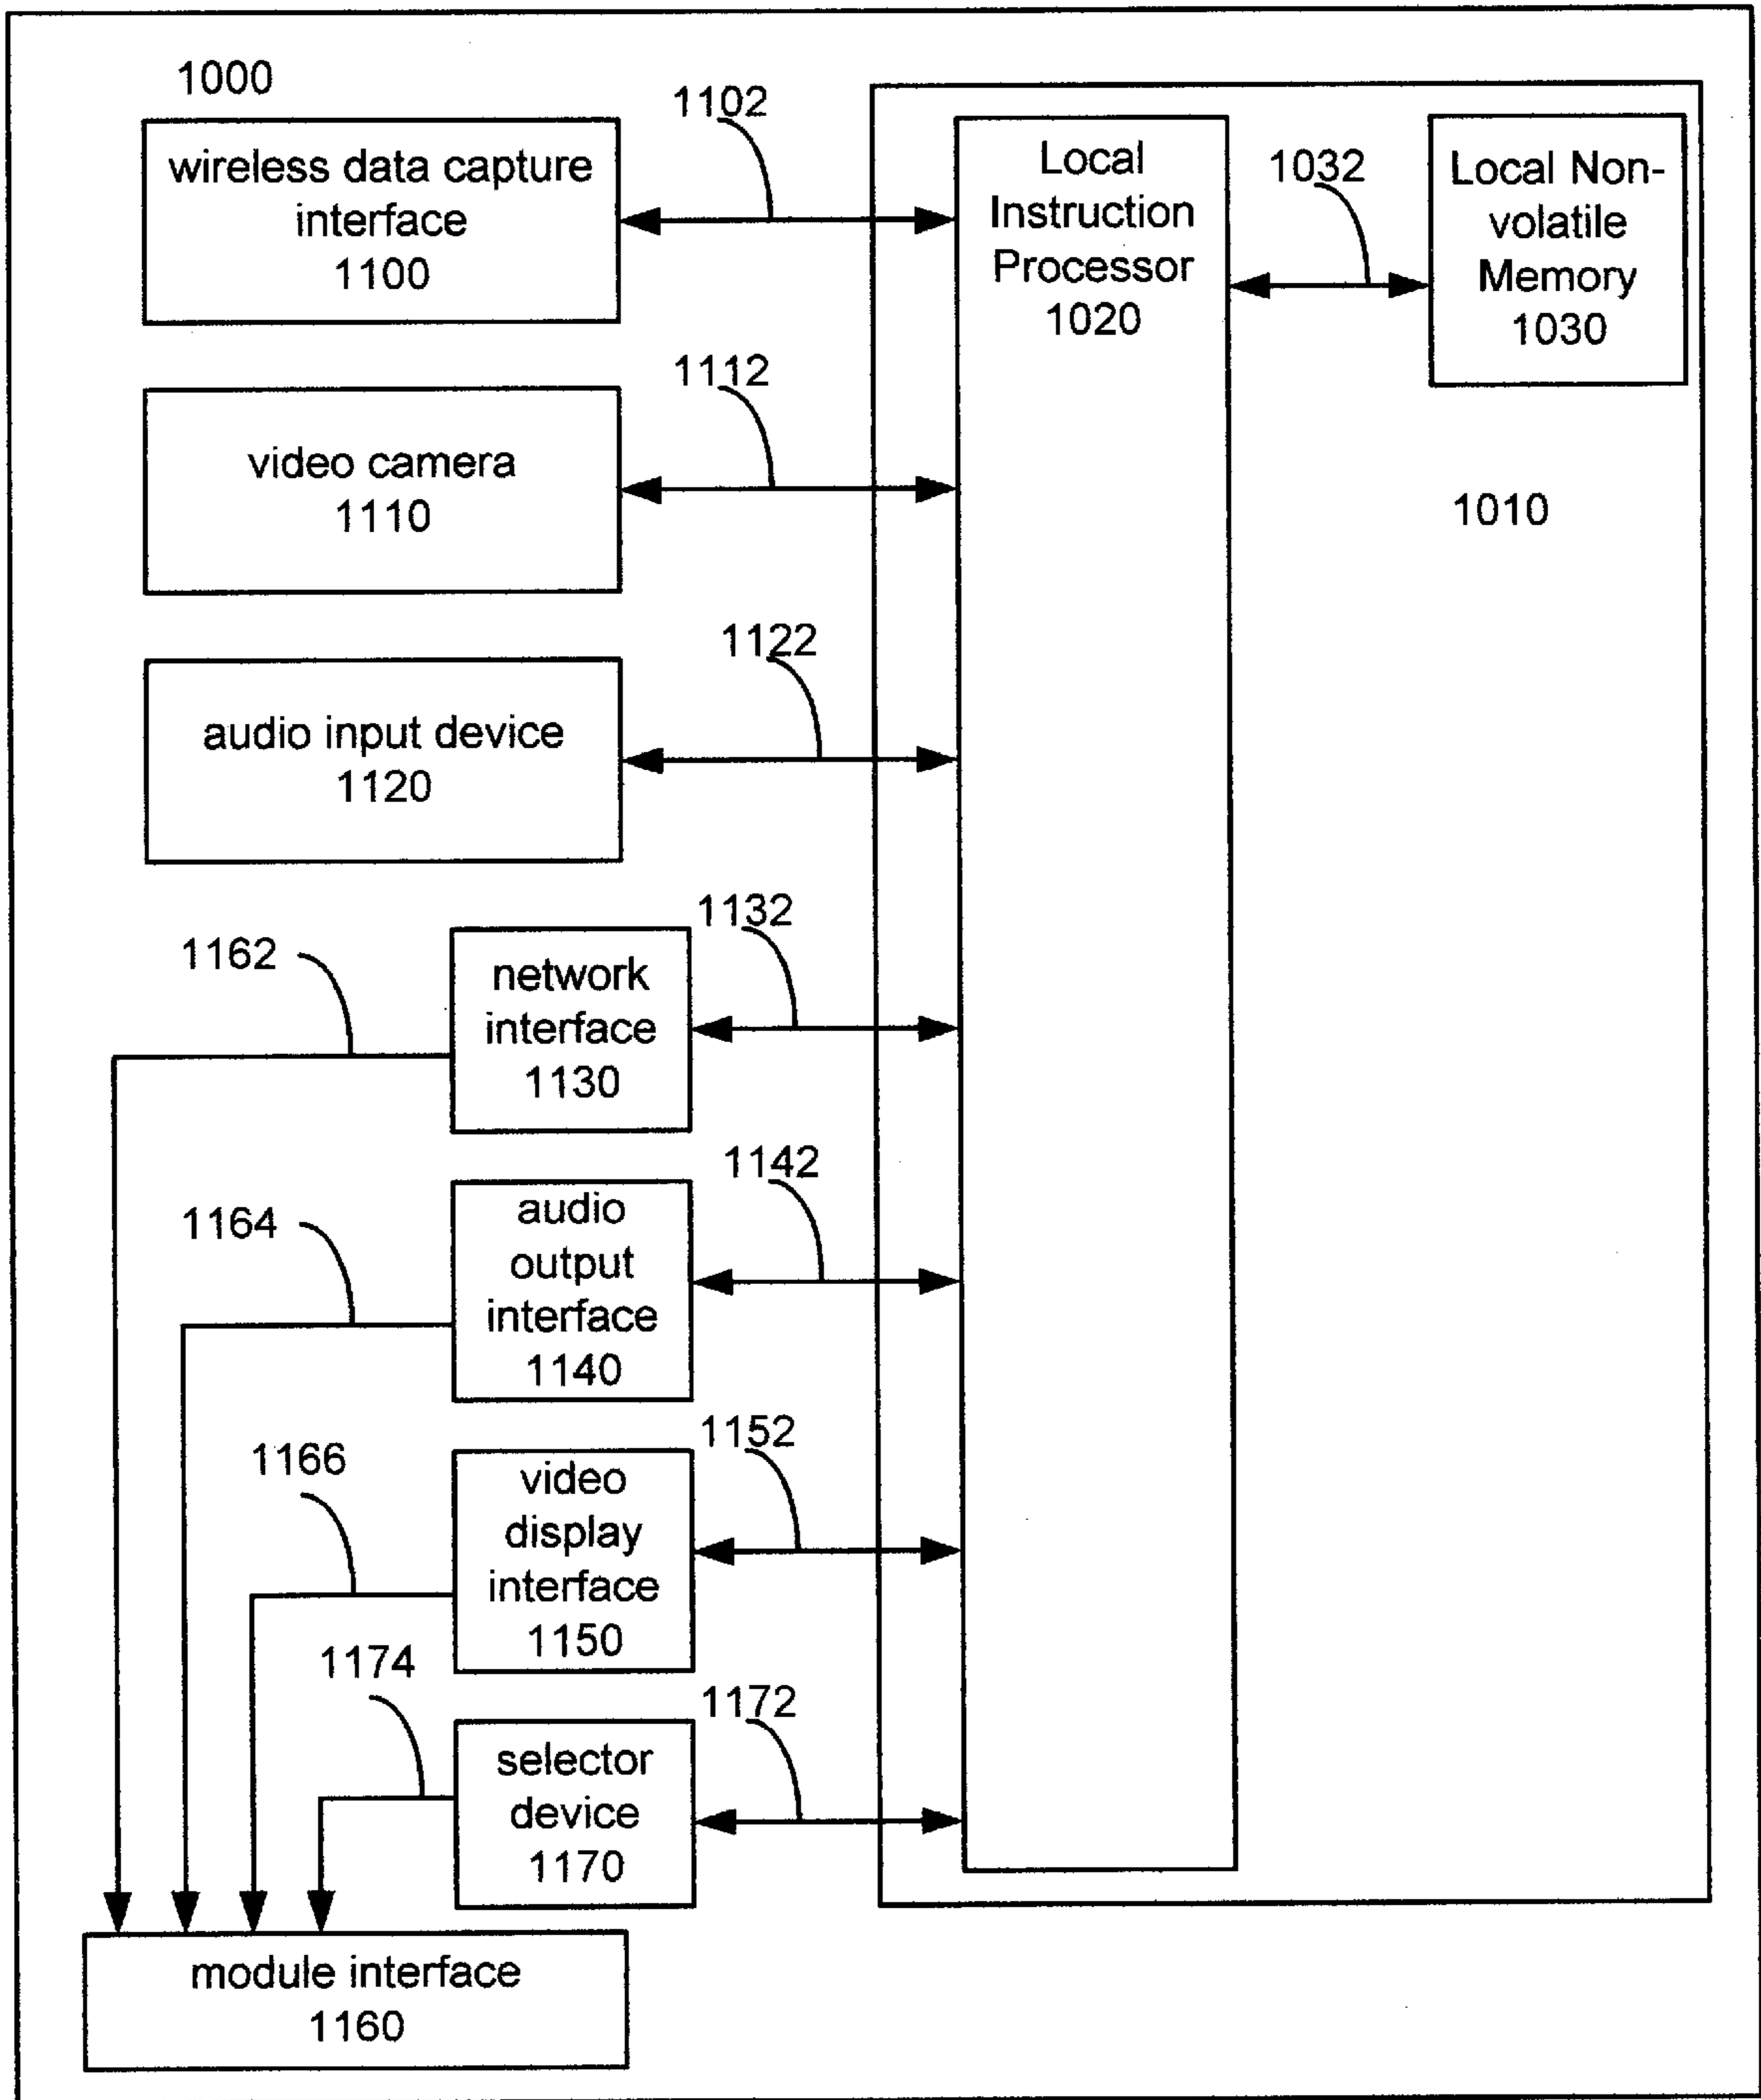 1000
wireless data capture
interface
1100
1102
Local
Instruction
Processor
1020
1032
Local Non-
volatile
Memory
1030
1112
video camera
1110
1010
1122
audio input device
1120
1132
1162
network
interface
1130
1142
1164
audio
output
interface
1140
1152
1166
video
display
interface
1150
1174
1172
selector
device
1170
module interface
1160